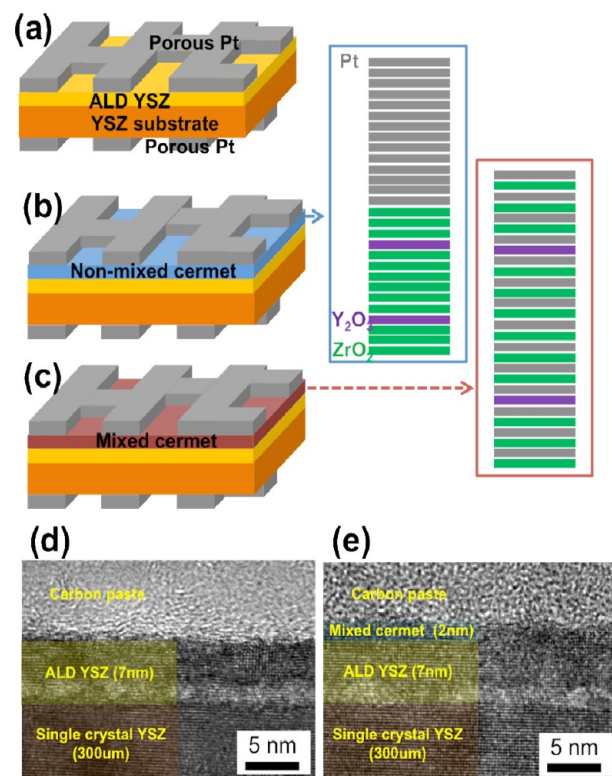 (a)
Porous Pt
ALD YSZ
YSZ substrate
Porous Pt
Pt
(b)
Non-mixed cermet
Y₂O₃
ZrO₂
(c)
Mixed cermet
(d)
Carbon paste
ALD YSZ (7nm)
Single crystal YSZ
(300um)
5 nm
(e)
Carbon paste
Mixed cermet (2nm)
ALD YSZ (7nm)
Single crystal YSZ
(300um)
5 nm